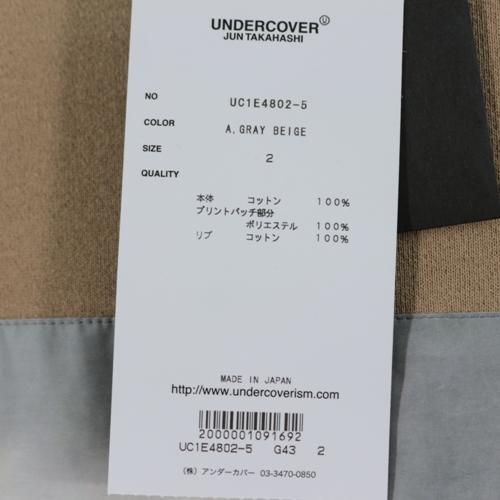 UNDERCOVER Ⓤ
JUN TAKAHASHI
NO UC1E4802-5
COLOR A.GRAY BEIGE
SIZE 2
QUALITY
本体 コットン 100%
プリントパッチ部分
ポリエステル 100%
リブ コットン 100%
MADE IN JAPAN
http://www.undercoverism.com
2000001091692
UC1E4802-5 G43 2
(株) アンダーカバー 03-3470-0850